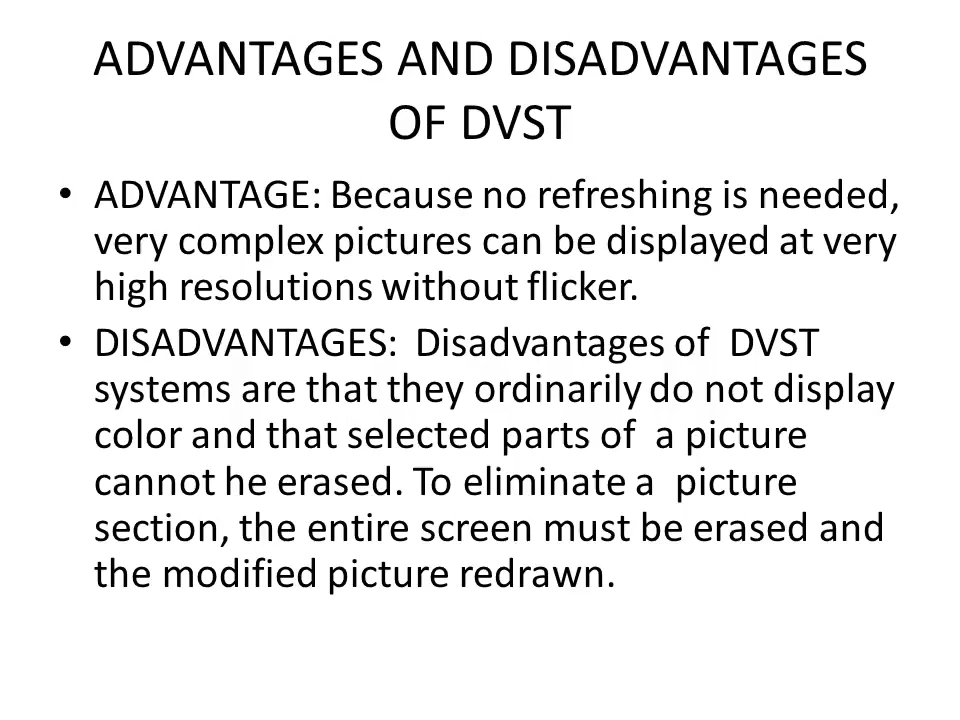 ADVANTAGES AND DISADVANTAGES
OF DVST
• ADVANTAGE: Because no refreshing is needed,
very complex pictures can be displayed at very
high resolutions without flicker.
• DISADVANTAGES:  Disadvantages of  DVST
systems are that they ordinarily do not display
color and that selected parts of  a picture
cannot he erased. To eliminate a  picture
section, the entire screen must be erased and
the modified picture redrawn.